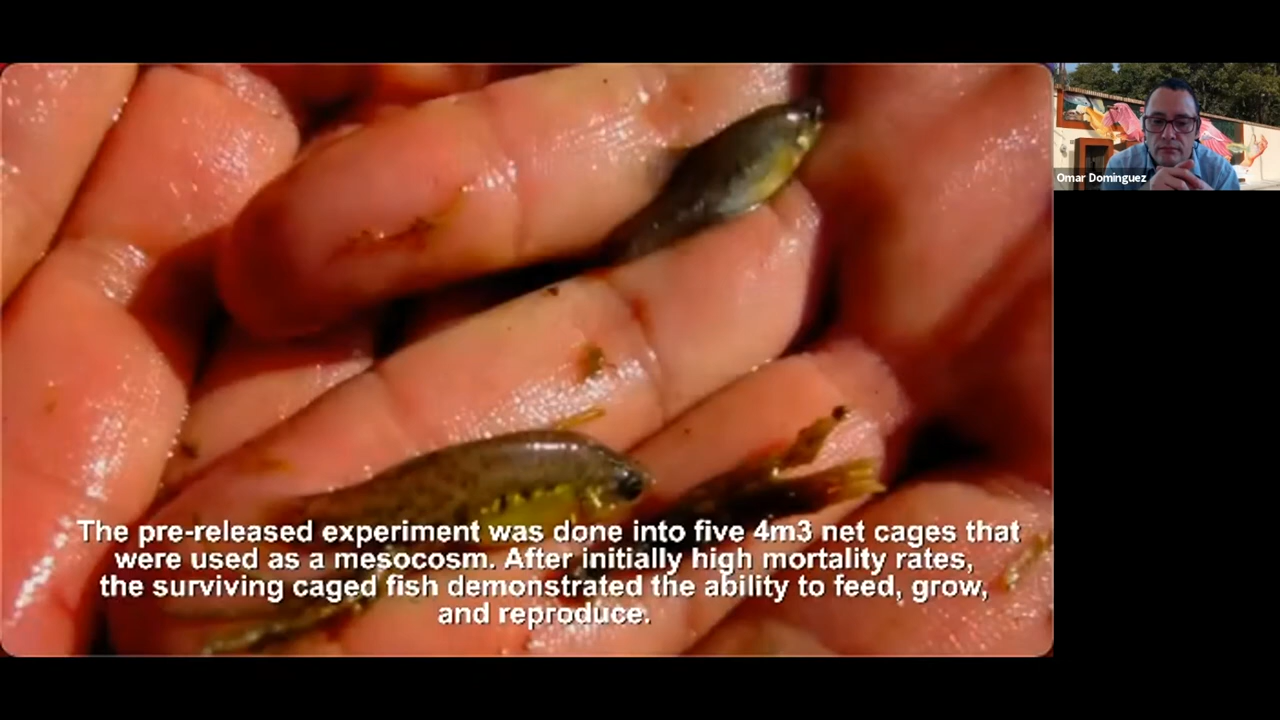 The pre-released experiment was done into five 4m3 net cages that
were used as a mesocosm. After initially high mortality rates,
the surviving caged fish demonstrated the ability to feed, grow,
and reproduce.
Omar Domínguez